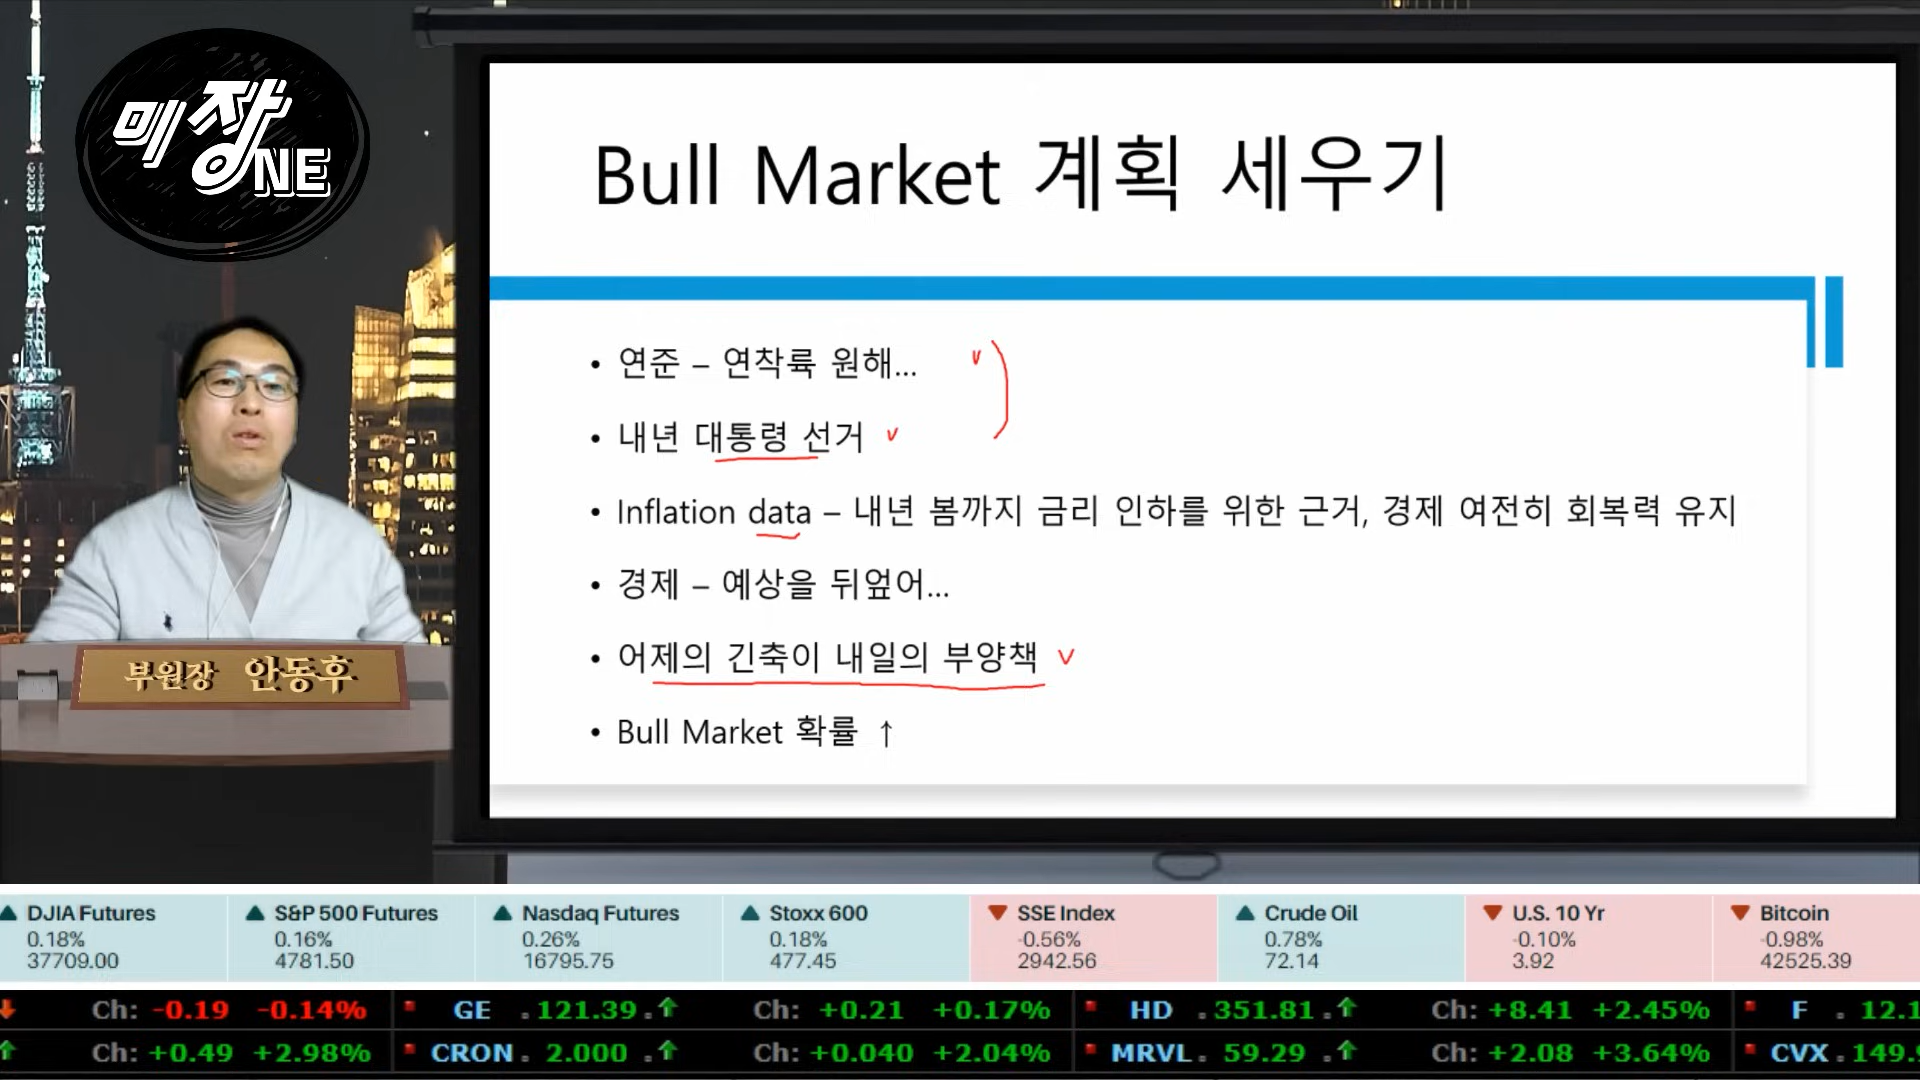 미장ONE
Bull Market 계획 세우기
• 연준 – 연착륙 원해...
• 내년 대통령 선거
• Inflation data – 내년 봄까지 금리 인하를 위한 근거, 경제 여전히 회복력 유지
• 경제 – 예상을 뒤엎어...
• 어제의 긴축이 내일의 부양책
• Bull Market 확률 ↑
부원장 안동후
▲ DJIA Futures ▲ S&P 500 Futures ▲ Nasdaq Futures ▲ Stoxx 600 ▼ SSE Index ▲ Crude Oil ▼ U.S. 10 Yr ▼ Bitcoin
0.18% 0.16% 0.26% 0.18% -0.56% 0.78% -0.10% -0.98%
37709.00 4781.50 16795.75 477.45 2942.56 72.14 3.92 42525.39
Ch: -0.19 -0.14% GE 121.39 Ch: +0.21 +0.17% HD 351.81 Ch: +8.41 +2.45% F 12.1
Ch: +0.49 +2.98% CRON 2.000 Ch: +0.040 +2.04% MRVL 59.29 Ch: +2.08 +3.64% CVX 149.9